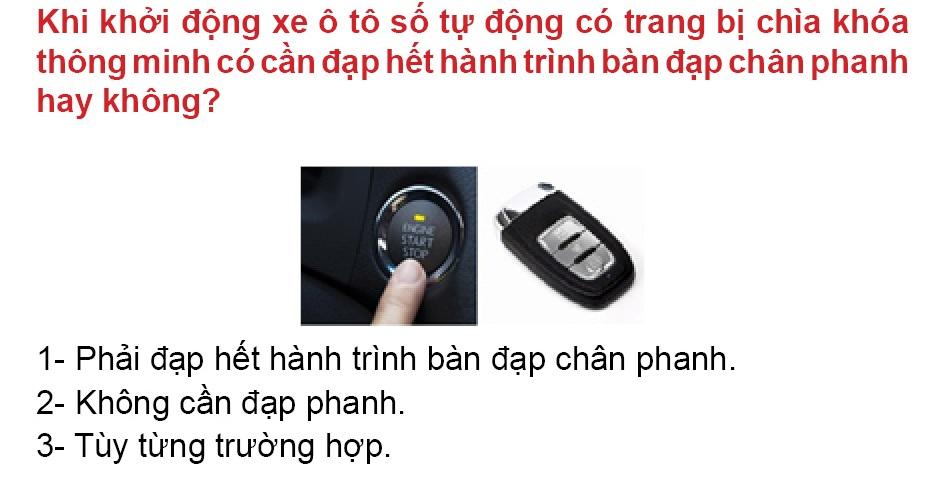 Khi khởi động xe ô tô số tự động có trang bị chìa khóa
thông minh có cần đạp hết hành trình bàn đạp chân phanh
hay không?
ENGINE
START
STOP
1- Phải đạp hết hành trình bàn đạp chân phanh.
2- Không cần đạp phanh.
3- Tùy từng trường hợp.